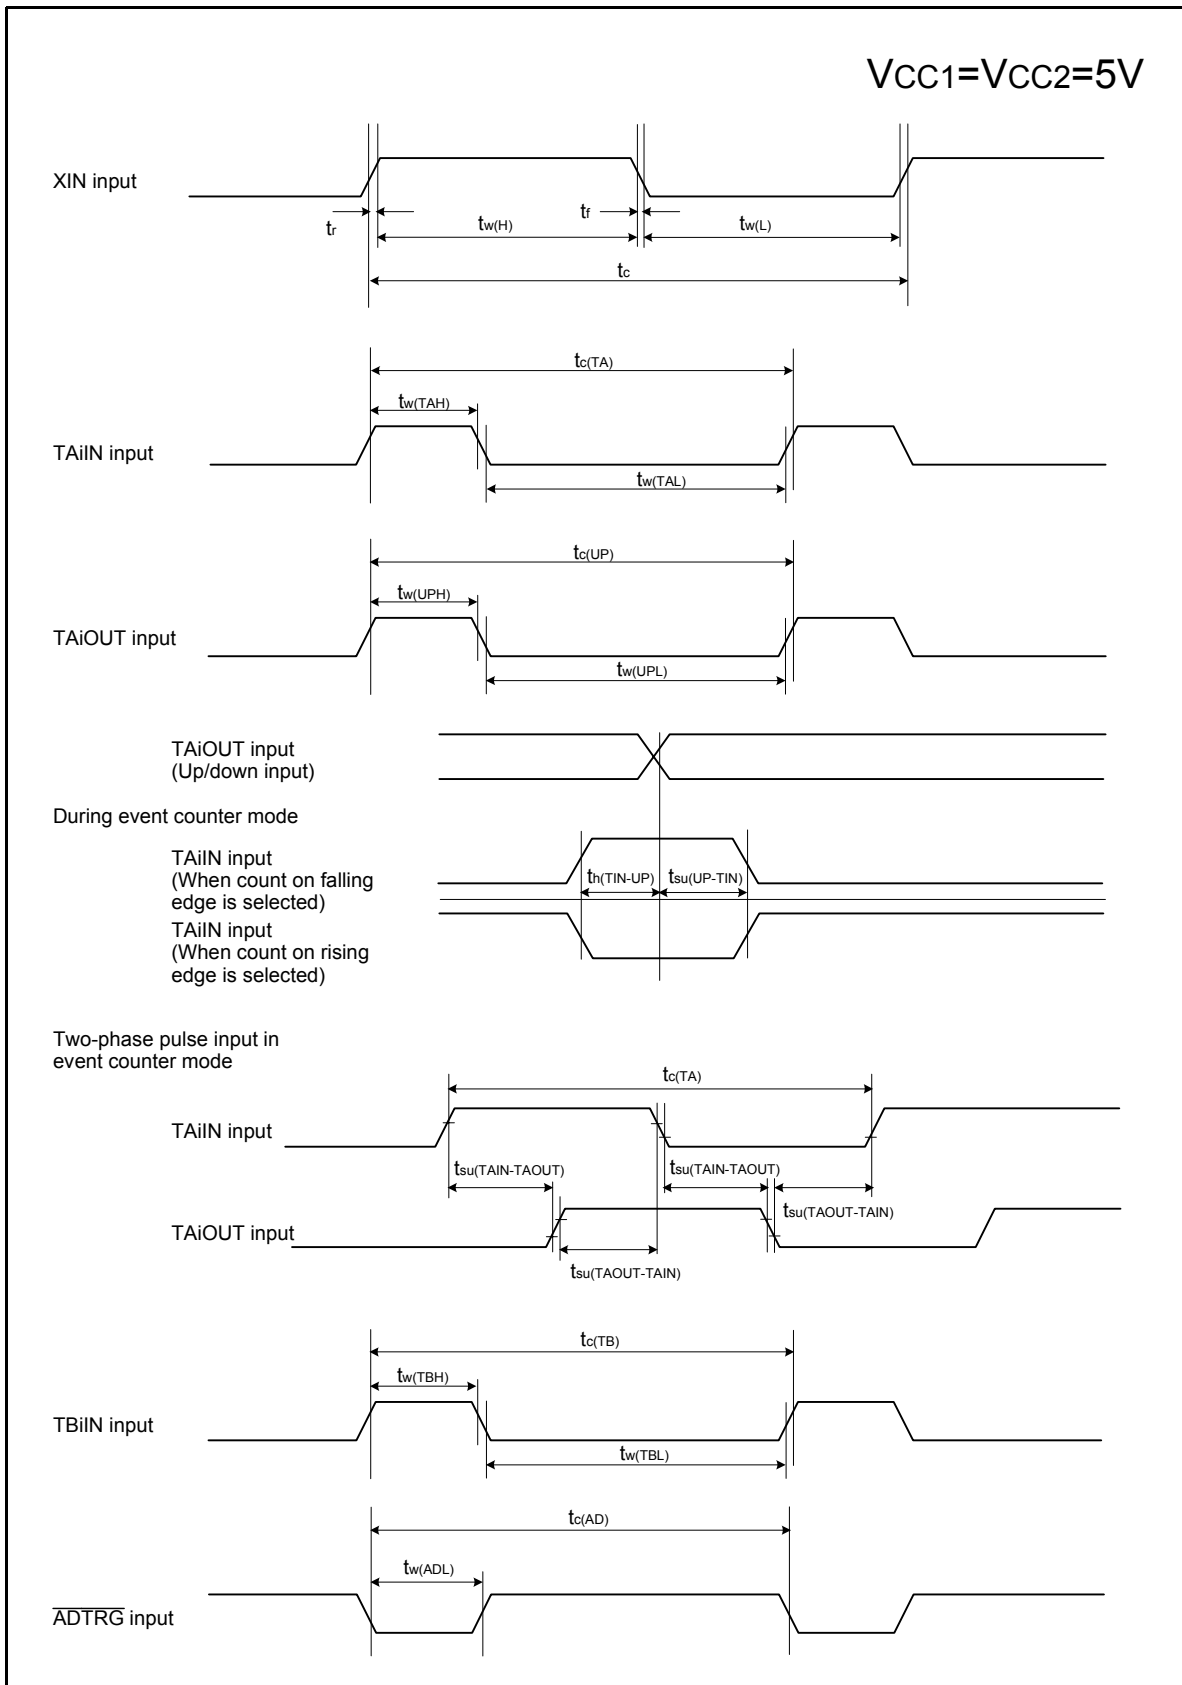 VCC1=VCC2=5V
XIN input
tr
tw(H)
tf
tw(L)
tc
tc(TA)
tw(TAH)
TAiIN input
tw(TAL)
tc(UP)
tw(UPH)
TAiOUT input
tw(UPL)
TAiOUT input
(Up/down input)
During event counter mode
TAiIN input
(When count on falling
edge is selected)
th(TIN-UP)
tsu(UP-TIN)
TAiIN input
(When count on rising
edge is selected)
Two-phase pulse input in
event counter mode
tc(TA)
TAiIN input
tsu(TAIN-TAOUT)
tsu(TAIN-TAOUT)
tsu(TAOUT-TAIN)
TAiOUT input
tsu(TAOUT-TAIN)
tc(TB)
tw(TBH)
TBiIN input
tw(TBL)
tc(AD)
tw(ADL)
ADTRG input